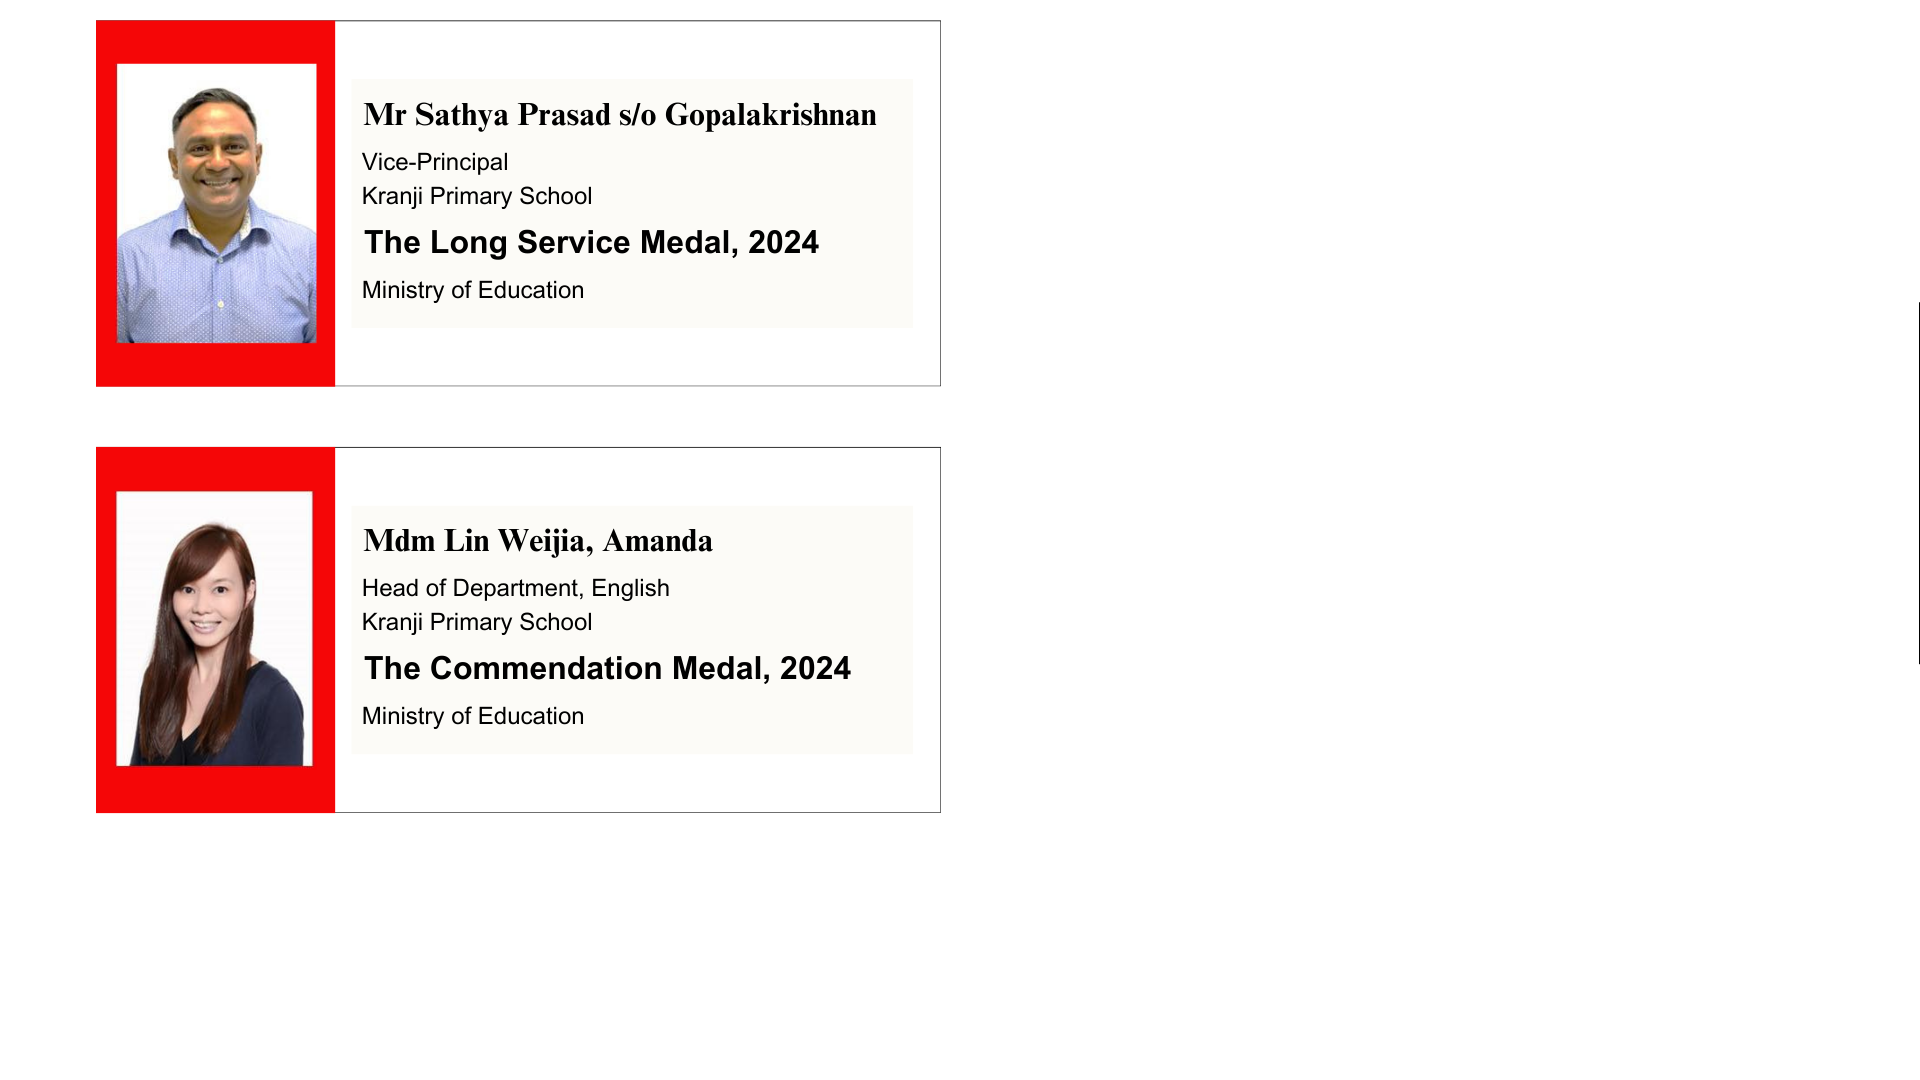 Mr Sathya Prasad s/o Gopalakrishnan
Vice-Principal
Kranji Primary School
The Long Service Medal, 2024
Ministry of Education
Mdm Lin Weijia, Amanda
Head of Department, English
Kranji Primary School
The Commendation Medal, 2024
Ministry of Education